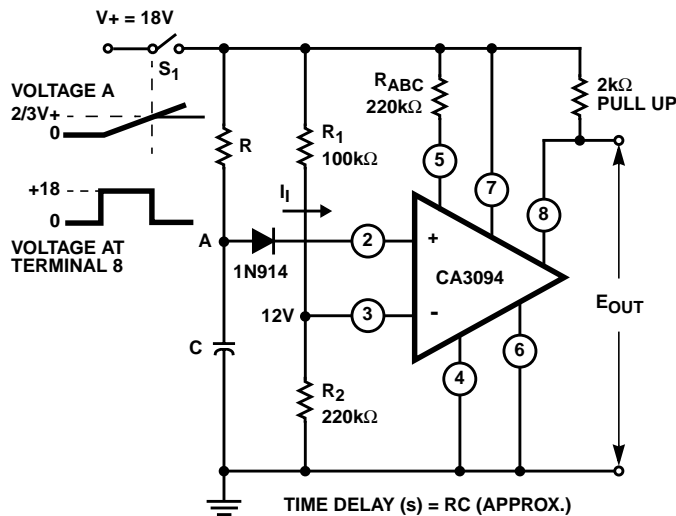 V+ = 18V
S1
VOLTAGE A
2/3V+
0
+18
0
VOLTAGE AT
TERMINAL 8
R
A
1N914
C
R1
100kΩ
II
12V
R2
220kΩ
RABC
220kΩ
5
7
2kΩ
PULL UP
8
2
+
CA3094
3
-
4
6
EOUT
TIME DELAY (s) = RC (APPROX.)